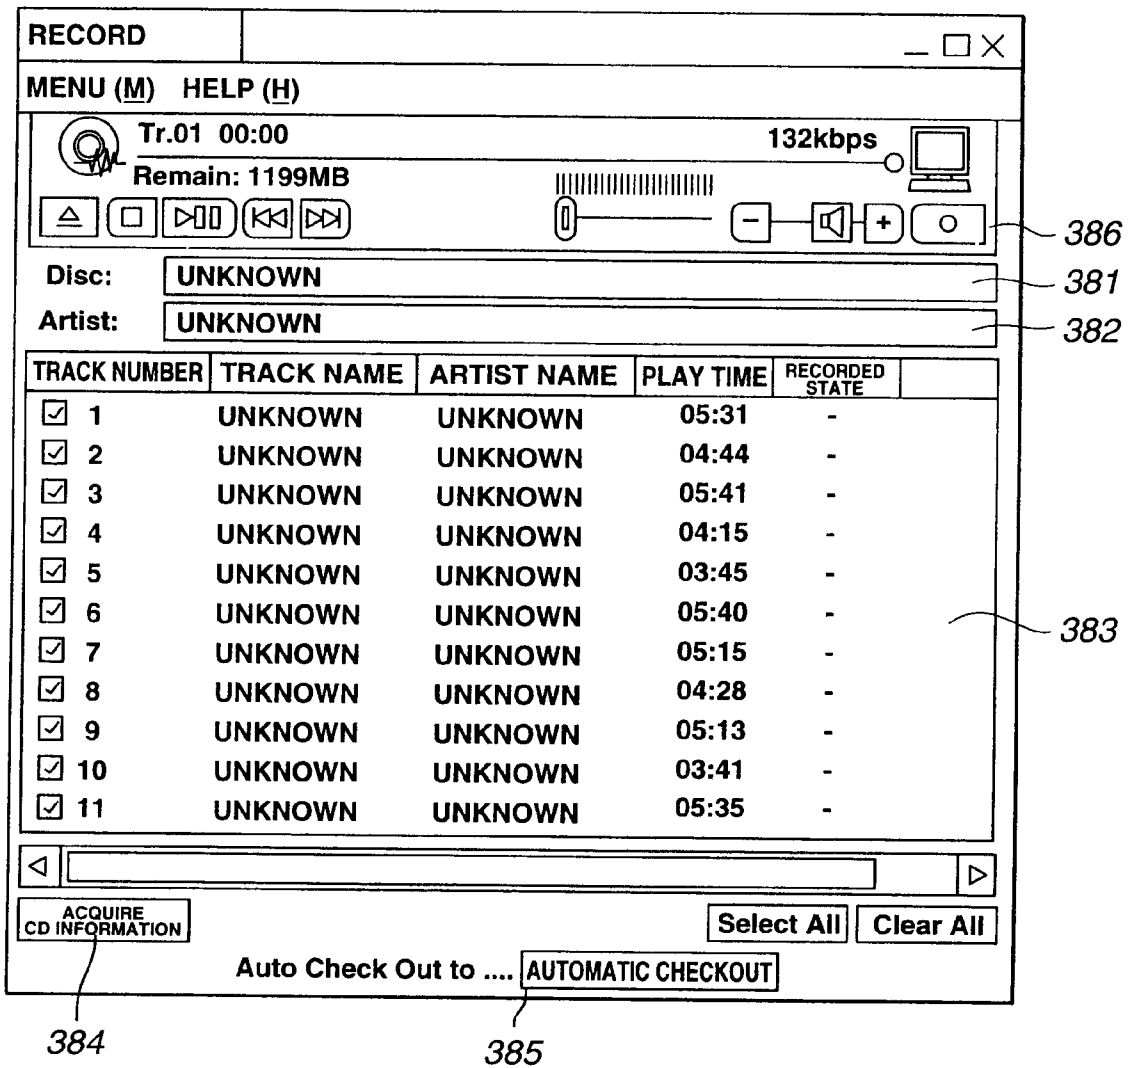 RECORD
MENU (M) HELP (H)
Tr.01 00:00 132kbps
Remain: 1199MB
386
Disc: UNKNOWN 381
Artist: UNKNOWN 382
TRACK NUMBER TRACK NAME ARTIST NAME PLAY TIME RECORDED STATE
1 UNKNOWN UNKNOWN 05:31 -
2 UNKNOWN UNKNOWN 04:44 -
3 UNKNOWN UNKNOWN 05:41 -
4 UNKNOWN UNKNOWN 04:15 -
5 UNKNOWN UNKNOWN 03:45 -
6 UNKNOWN UNKNOWN 05:40 -
383
7 UNKNOWN UNKNOWN 05:15 -
8 UNKNOWN UNKNOWN 04:28 -
9 UNKNOWN UNKNOWN 05:13 -
10 UNKNOWN UNKNOWN 03:41 -
11 UNKNOWN UNKNOWN 05:35 -
ACQUIRE
CD INFORMATION
Select All Clear All
Auto Check Out to .... AUTOMATIC CHECKOUT
384
385